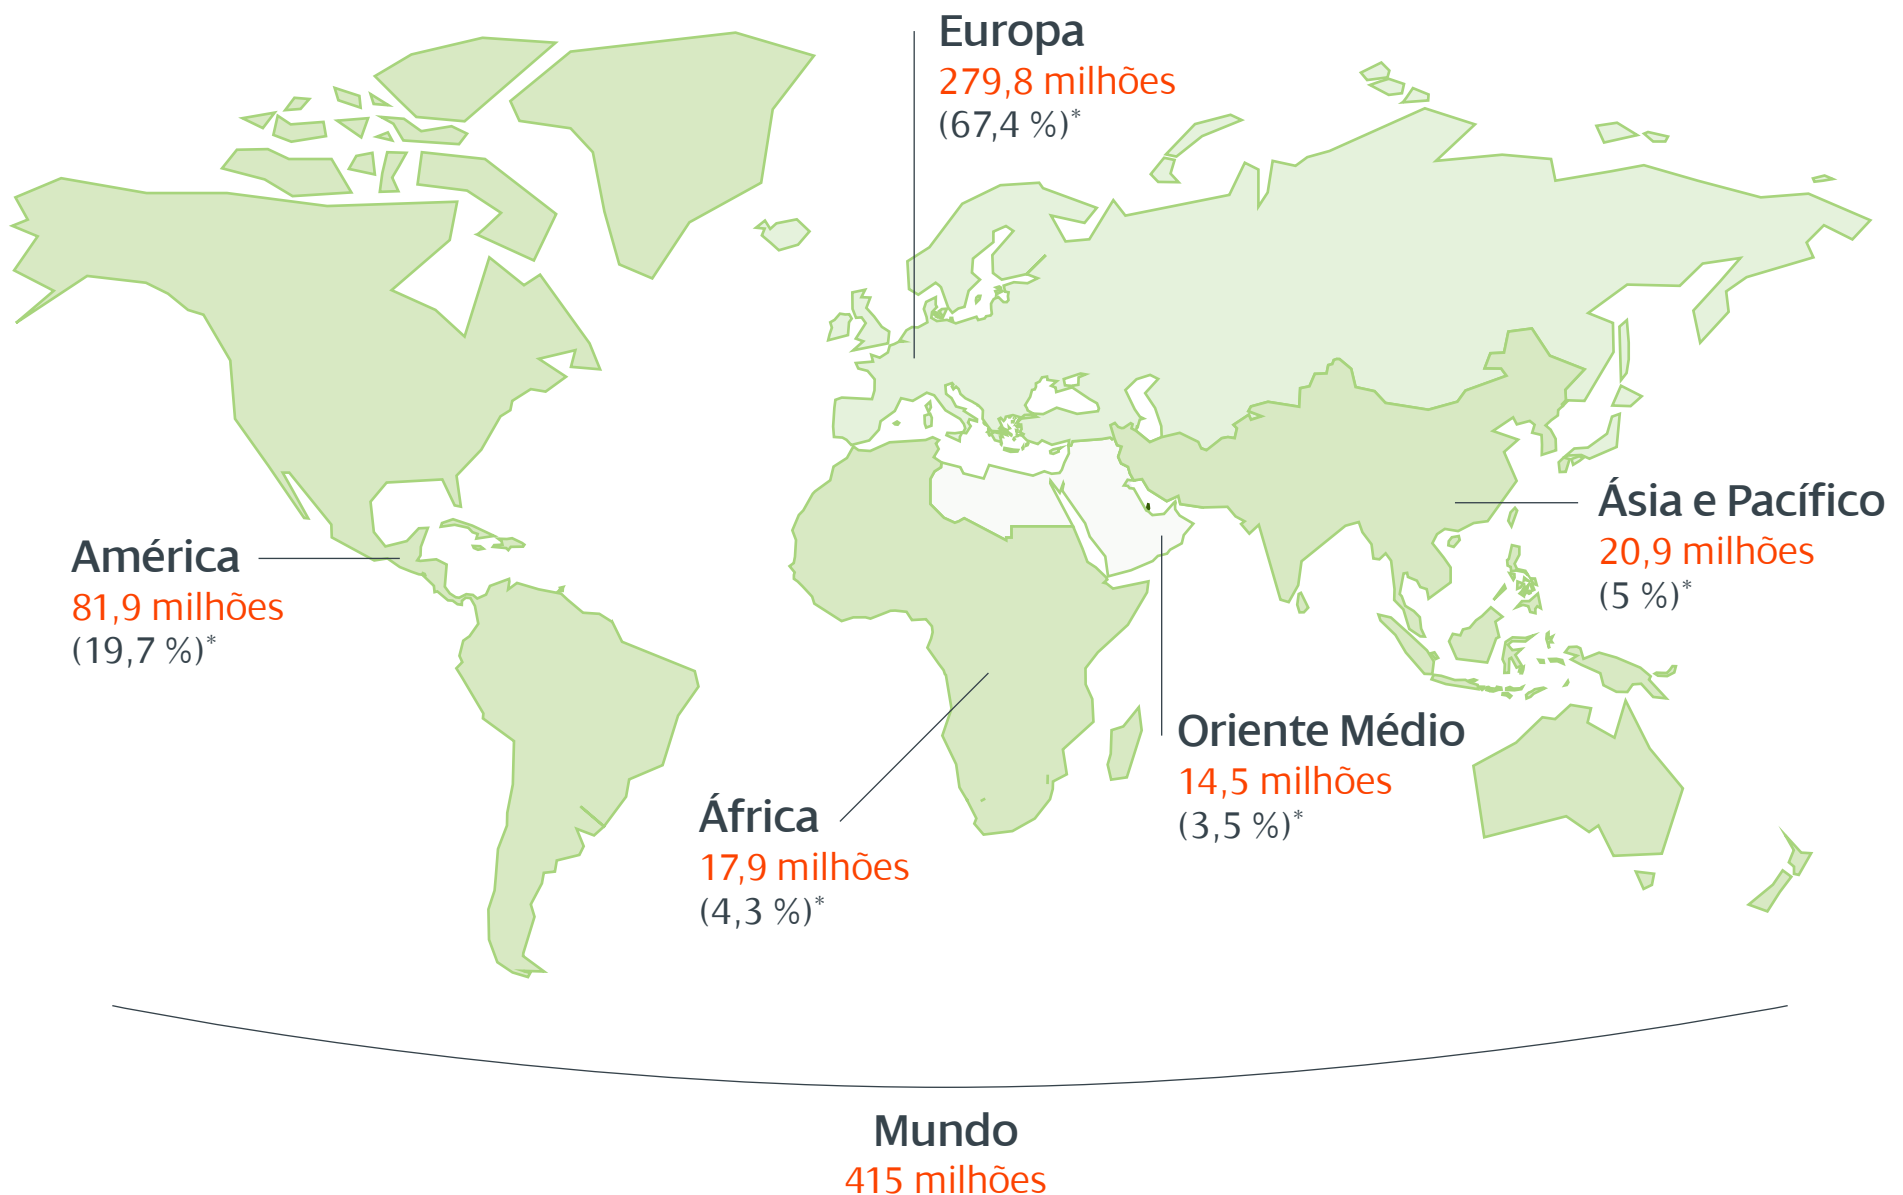 Europa
279,8 milhões
(67,4 %)*
Ásia e Pacífico
20,9 milhões
(5 %)*
América
81,9 milhões
(19,7 %)*
Oriente Médio
14,5 milhões
(3,5 %)*
África
17,9 milhões
(4,3 %)*
Mundo
415 milhões